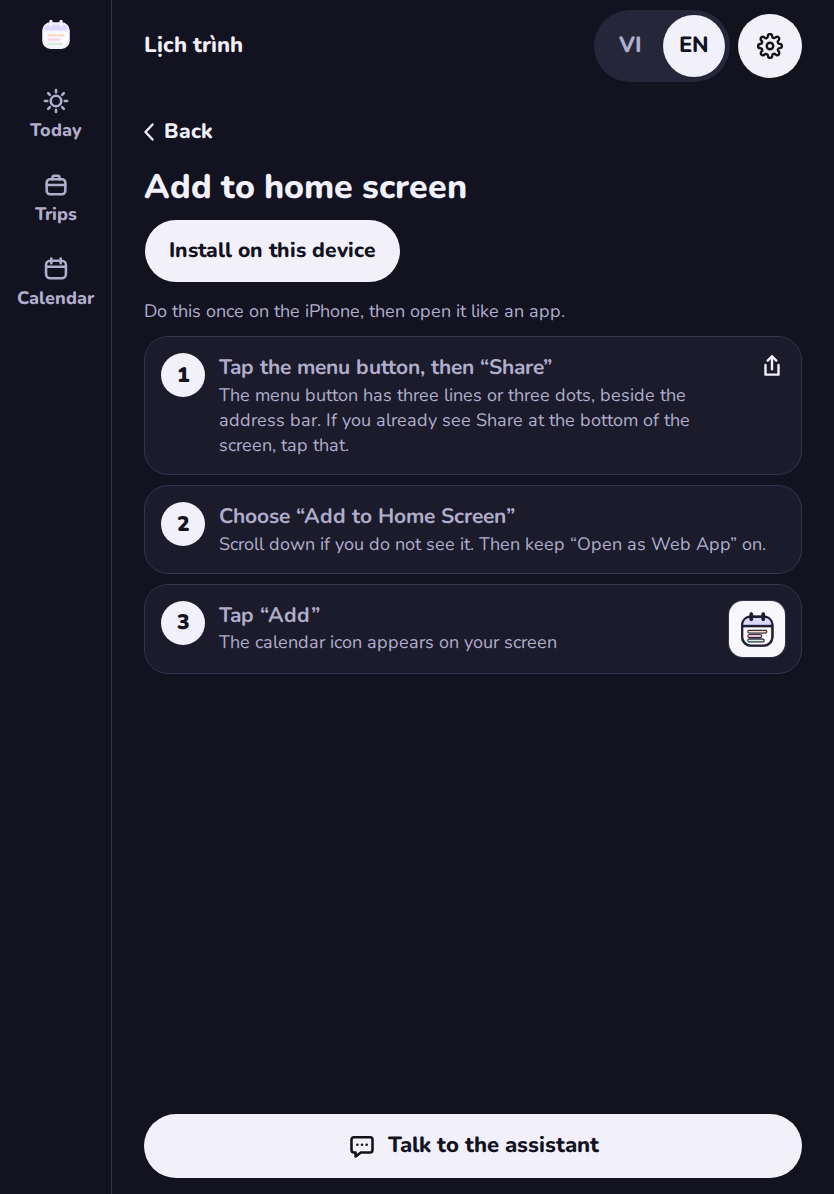 Lịch trình
VI
EN
Today
Trips
Calendar
Back
Add to home screen
Install on this device
Do this once on the iPhone, then open it like an app.
1
Tap the menu button, then “Share”
The menu button has three lines or three dots, beside the
address bar. If you already see Share at the bottom of the
screen, tap that.
2
Choose “Add to Home Screen”
Scroll down if you do not see it. Then keep “Open as Web App” on.
3
Tap “Add”
The calendar icon appears on your screen
Talk to the assistant